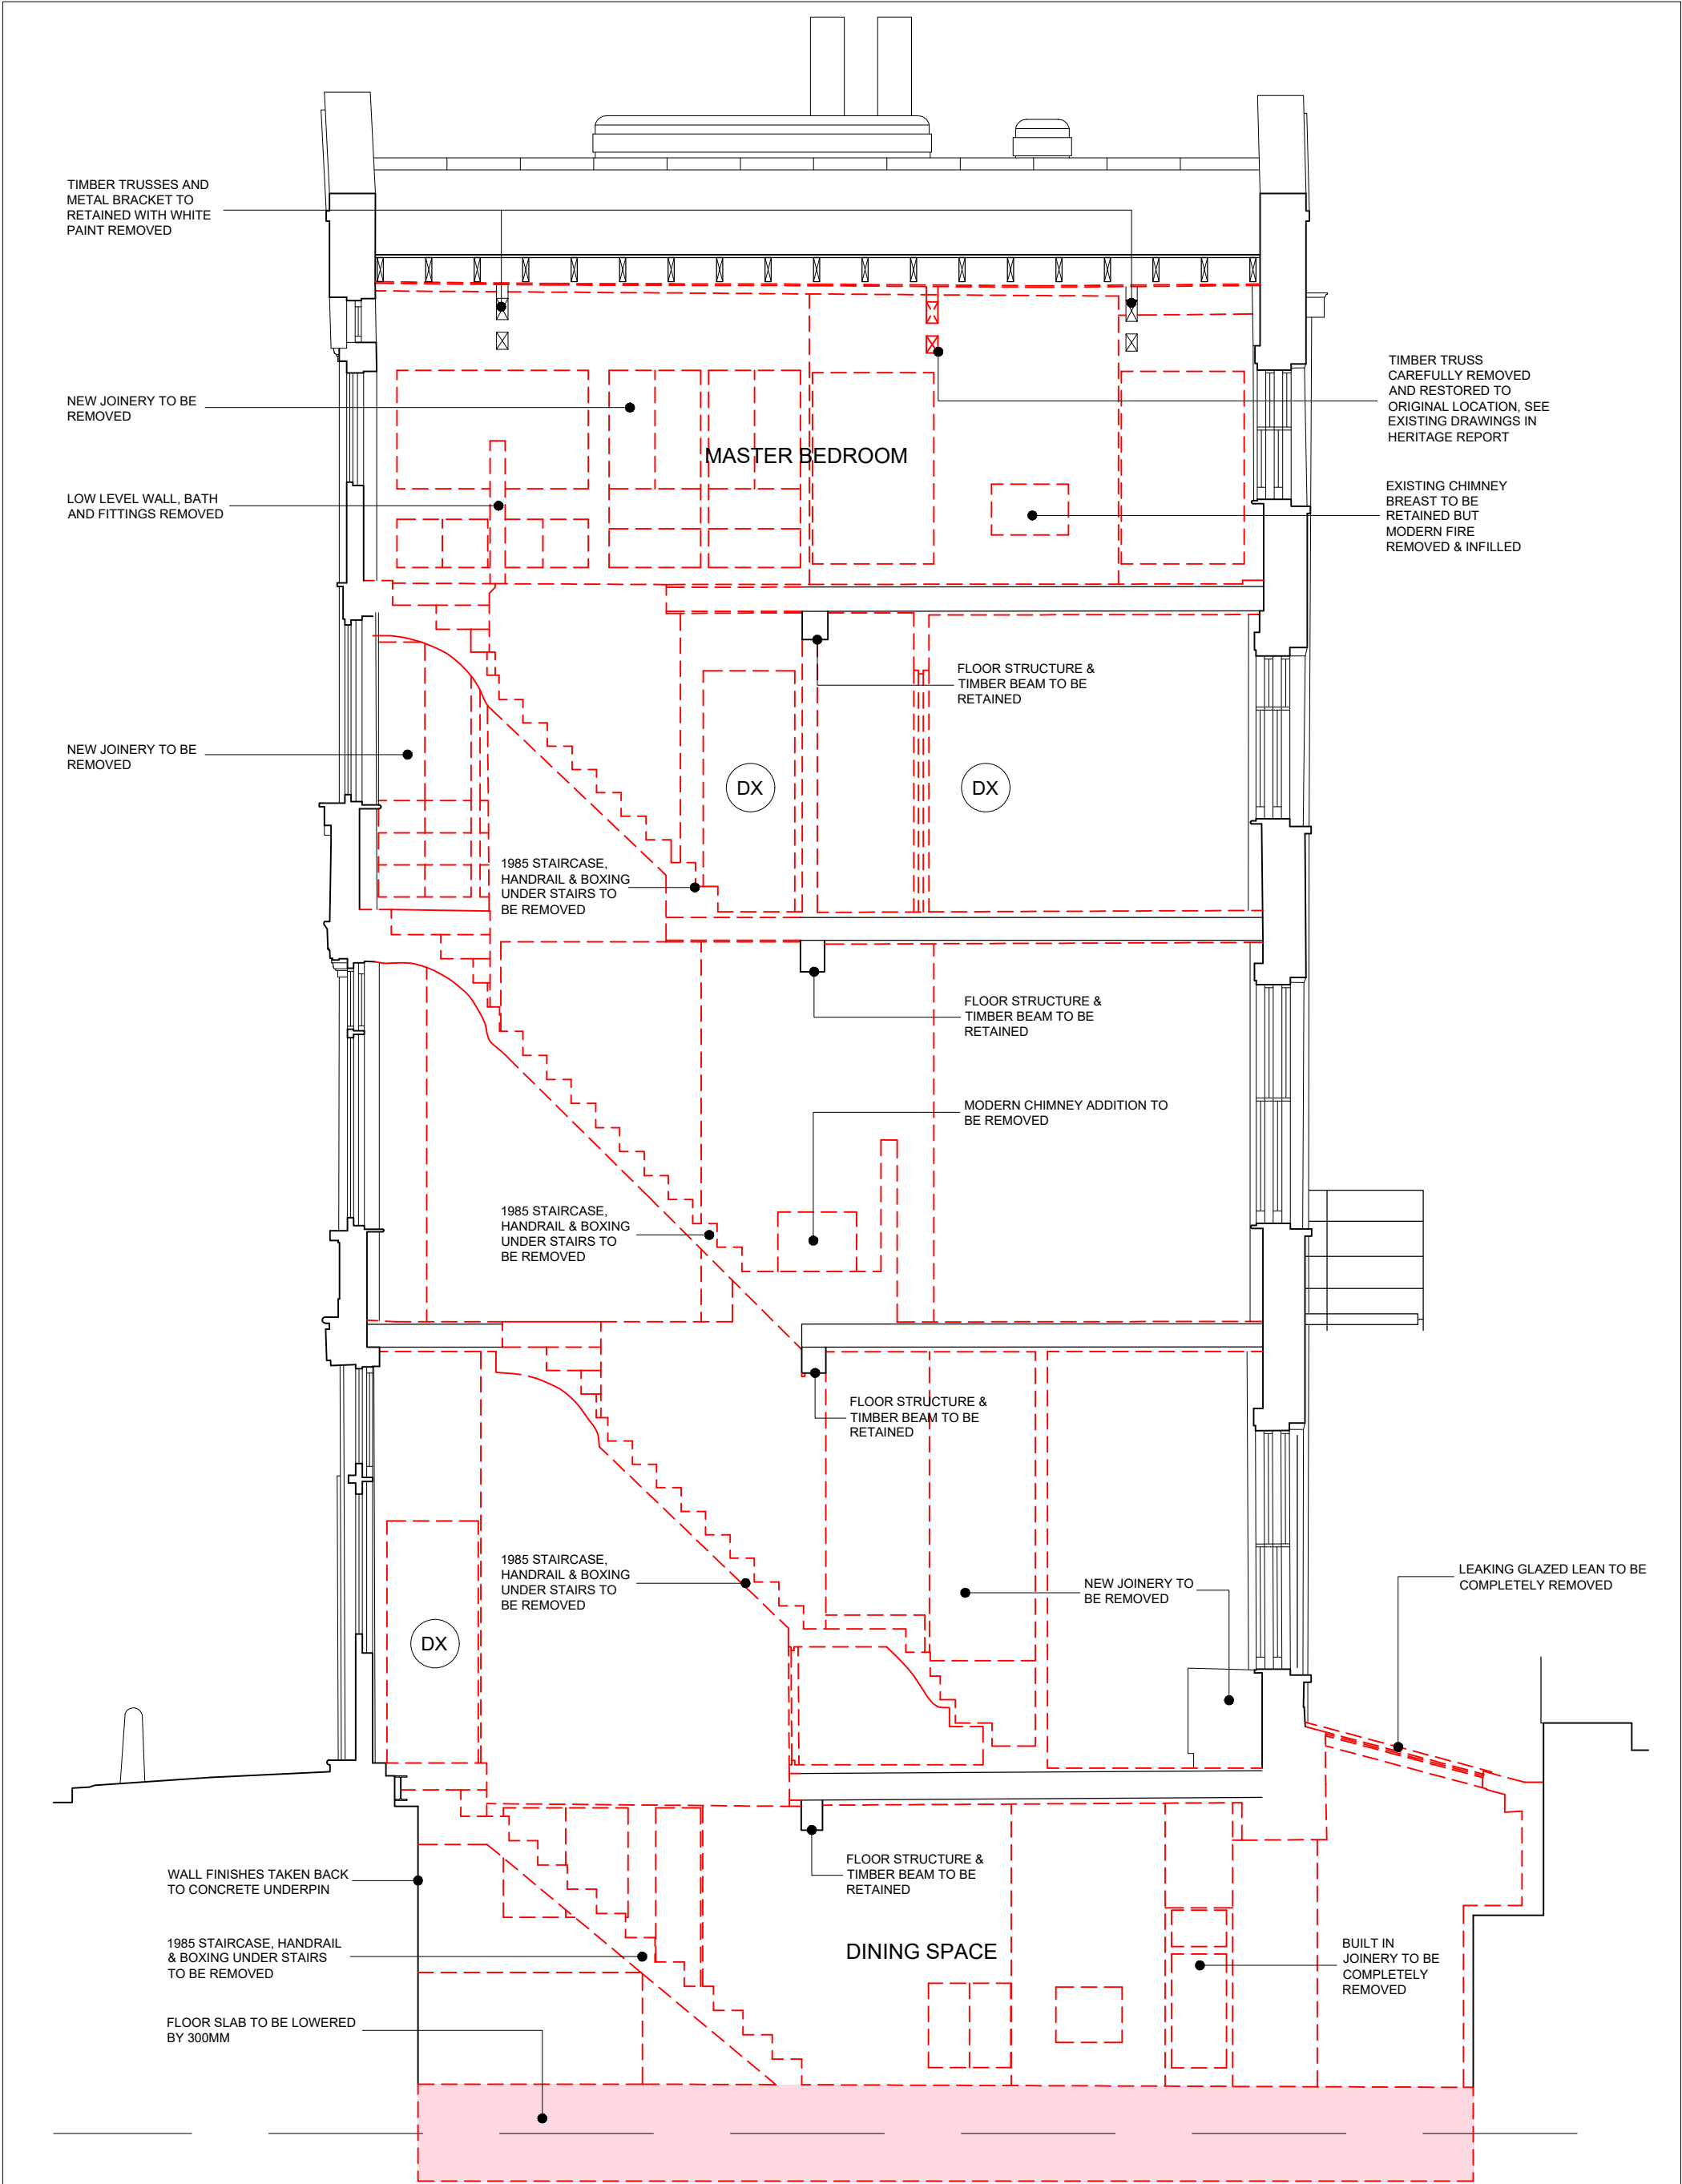 TIMBER TRUSSES AND
METAL BRACKET TO
RETAINED WITH WHITE
PAINT REMOVED
TIMBER TRUSS
CAREFULLY REMOVED
AND RESTORED TO
ORIGINAL LOCATION, SEE
EXISTING DRAWINGS IN
HERITAGE REPORT
NEW JOINERY TO BE
REMOVED
MASTER BEDROOM
LOW LEVEL WALL, BATH
AND FITTINGS REMOVED
EXISTING CHIMNEY
BREAST TO BE
RETAINED BUT
MODERN FIRE
REMOVED & INFILLED
FLOOR STRUCTURE &
TIMBER BEAM TO BE
RETAINED
NEW JOINERY TO BE
REMOVED
DX
DX
1985 STAIRCASE,
HANDRAIL & BOXING
UNDER STAIRS TO
BE REMOVED
FLOOR STRUCTURE &
TIMBER BEAM TO BE
RETAINED
MODERN CHIMNEY ADDITION TO
BE REMOVED
1985 STAIRCASE,
HANDRAIL & BOXING
UNDER STAIRS TO
BE REMOVED
FLOOR STRUCTURE &
TIMBER BEAM TO BE
RETAINED
1985 STAIRCASE,
HANDRAIL & BOXING
UNDER STAIRS TO
BE REMOVED
NEW JOINERY TO
BE REMOVED
LEAKING GLAZED LEAN TO BE
COMPLETELY REMOVED
DX
FLOOR STRUCTURE &
TIMBER BEAM TO BE
RETAINED
WALL FINISHES TAKEN BACK
TO CONCRETE UNDERPIN
1985 STAIRCASE, HANDRAIL
& BOXING UNDER STAIRS
TO BE REMOVED
DINING SPACE
BUILT IN
JOINERY TO BE
COMPLETELY
REMOVED
FLOOR SLAB TO BE LOWERED
BY 300MM